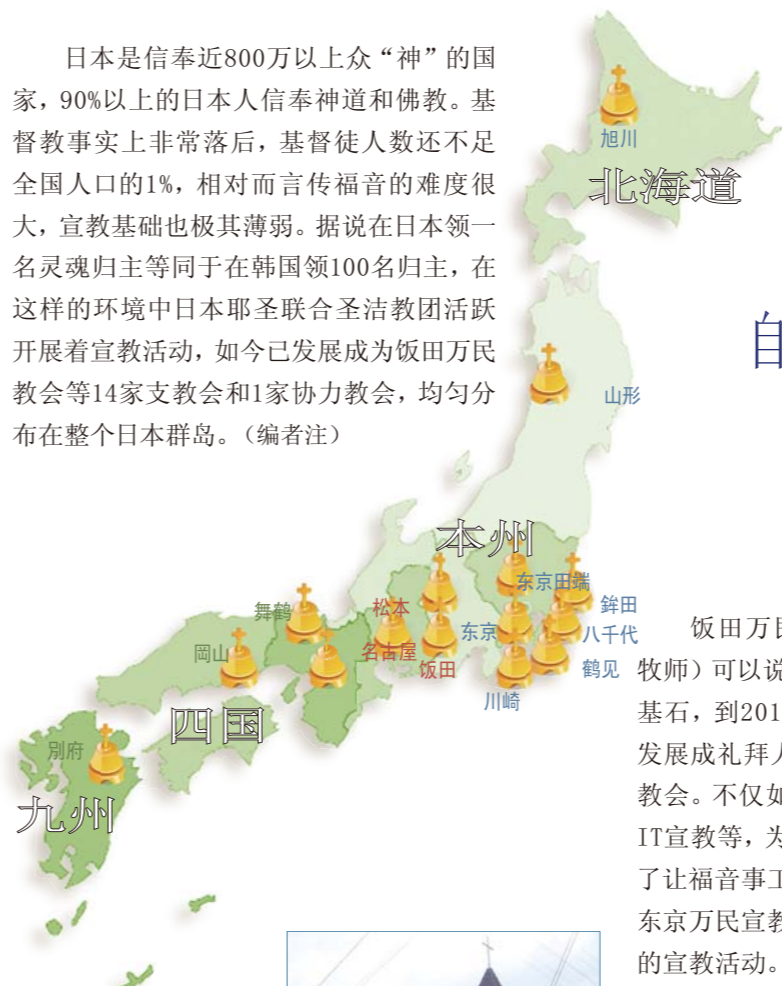 日本是信奉近800万以上众“神”的国
家，90%以上的日本人信奉神道和佛教。基
督教事实上非常落后，基督徒人数还不足
全国人口的1%，相对而言传福音的难度很
大，宣教基础也极其薄弱。据说在日本领一
名灵魂归主等同于在韩国领100名归主，在
这样的环境中日本耶圣联合圣洁教团活跃
开展着宣教活动，如今已发展成为饭田万民
教会等14家支教会和1家协力教会，均匀分
布在整个日本群岛。（编者注）
旭川
北海道
自
山形
本州
东京田端
舞鹤
松本
鉾田
东京
八千代
岡山
名古屋
饭田
鹤见
川崎
四国
別府
九州
饭田万民
牧师）可以说
基石，到201
发展成礼拜人
教会。不仅如
IT宣教等，为
了让福音事工
东京万民宣教
的宣教活动。